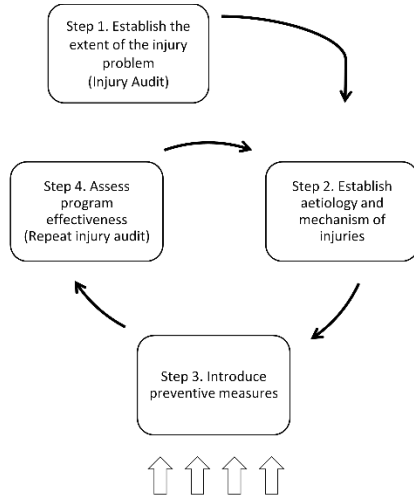 Step 1. Establish the
extent of the injury
problem
(Injury Audit)
Step 4. Assess
program
effectiveness
(Repeat injury audit)
Step 2. Establish
aetiology and
mechanism of
injuries
Step 3. Introduce
preventive measures